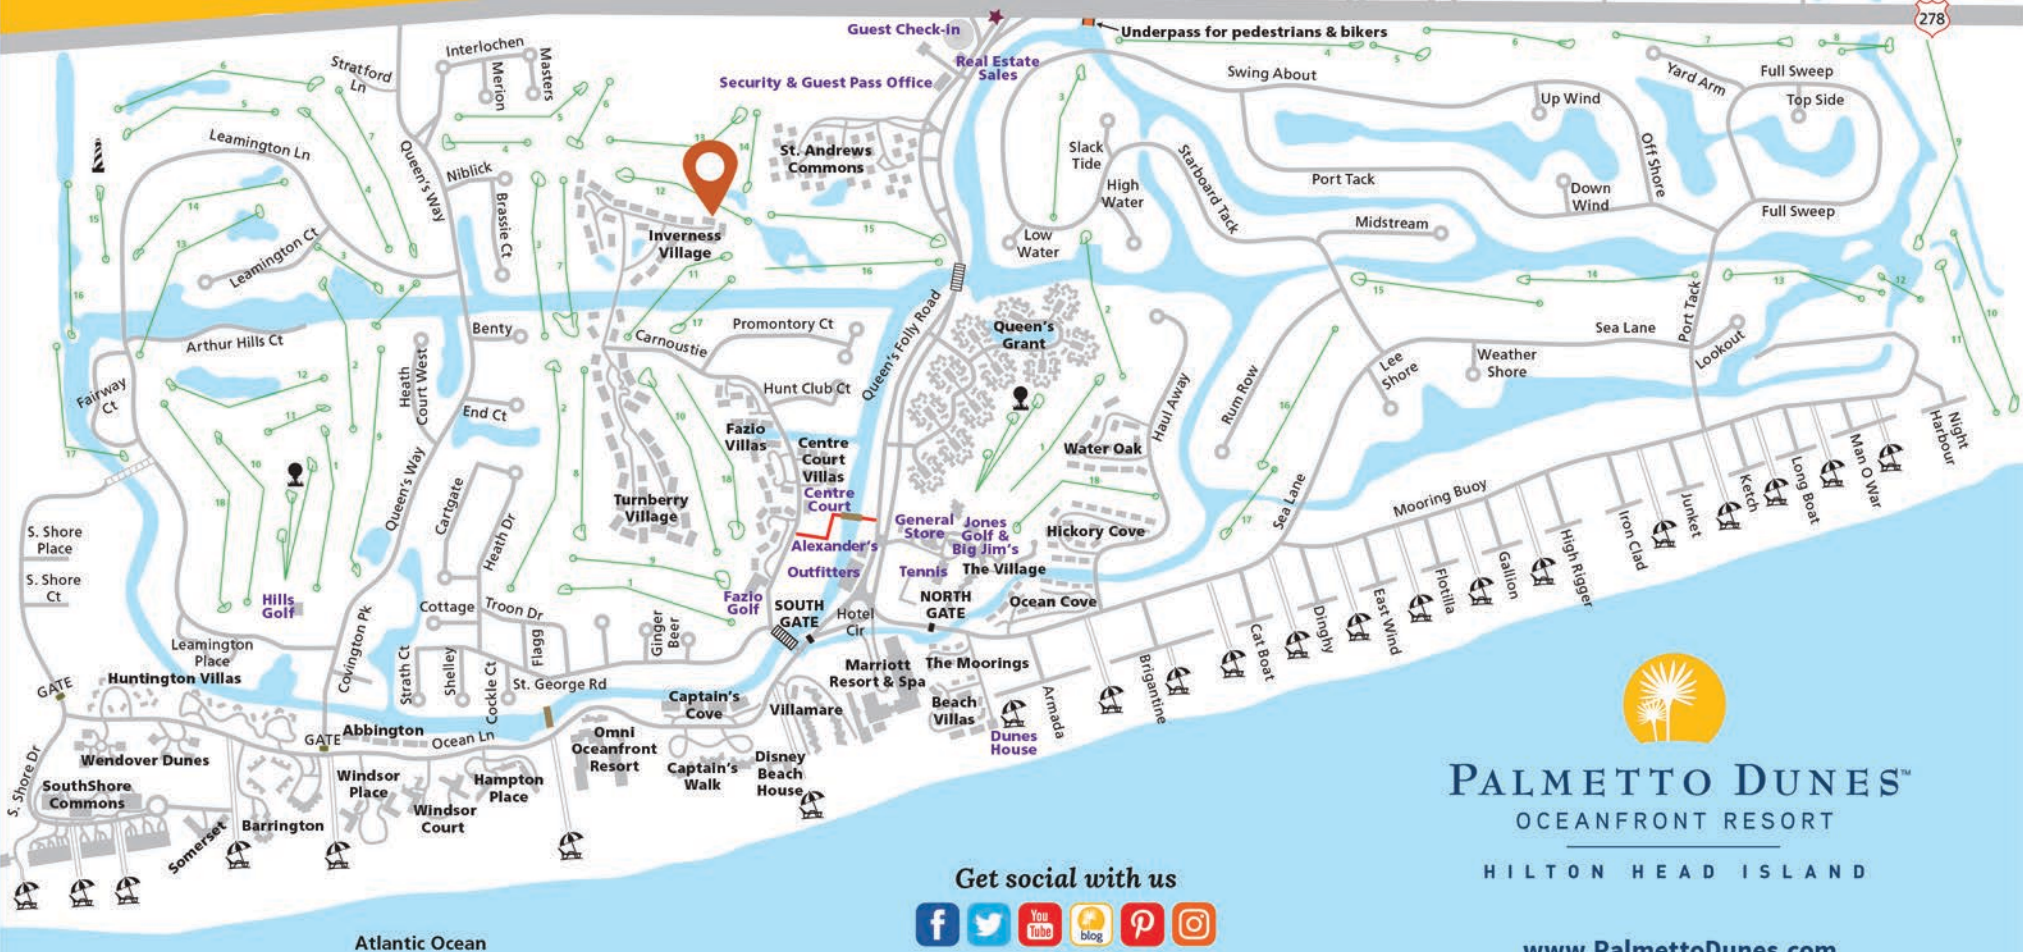 278
Guest Check-in
Underpass for pedestrians & bikers
Real Estate
Sales
Security & Guest Pass Office
Interlochen
Stratford
Ln
Merion
Masters
Swing About
Yard Arm
Full Sweep
Top Side
Up Wind
Off Shore
Leamington Ln
Queen's Way
Niblick
Brassie Ct
St. Andrews
Commons
Slack
Tide
High
Water
Starboard Tack
Port Tack
Down
Wind
Full Sweep
Midstream
Leamington Ct
Inverness
Village
Low
Water
Arthur Hills Ct
Benty
Carnoustie
Promontory Ct
Queen's Folly Road
Queen's
Grant
Sea Lane
Port Tack
Lookout
Weather
Shore
Lee
Shore
Rum Row
Haul Away
Fairway
Ct
Heath
Court West
End Ct
Hunt Club Ct
Fazio
Villas
Centre
Court
Villas
Centre
Court
Water Oak
Night
Harbour
Man O War
Long Boat
Ketch
Junket
Iron Clad
Mooring Buoy
High Rigger
Gallion
Flotilla
East Wind
Dinghy
Cat Boat
Brigantine
Armada
Sea Lane
Queen's Way
Cartgate
Heath Dr
Turnberry
Village
Alexander's
Outfitters
General
Store
Jones
Golf &
Big Jim's
Tennis
The Village
Hickory Cove
Ocean Cove
S. Shore
Place
S. Shore
Ct
Hills
Golf
Fazio
Golf
SOUTH
GATE
Hotel
Cir
NORTH
GATE
Cottage
Troon Dr
Flagg
Ginger
Beer
Leamington
Place
Covington Pk
Strath Ct
Shelley
Cockle Ct
St. George Rd
Marriott
Resort & Spa
The Moorings
Beach
Villas
Dunes
House
GATE
Huntington Villas
Captain's
Cove
Villamare
GATE
Abbington
Ocean Ln
Omni
Oceanfront
Resort
Captain's
Walk
Disney
Beach
House
S. Shore Dr
Wendover Dunes
SouthShore
Commons
Windsor
Place
Hampton
Place
Windsor
Court
Barrington
Somerset
PALMETTO DUNES™
OCEANFRONT RESORT
HILTON HEAD ISLAND
Get social with us
f
You
Tube
blog
Atlantic Ocean
www.PalmettoDunes.com